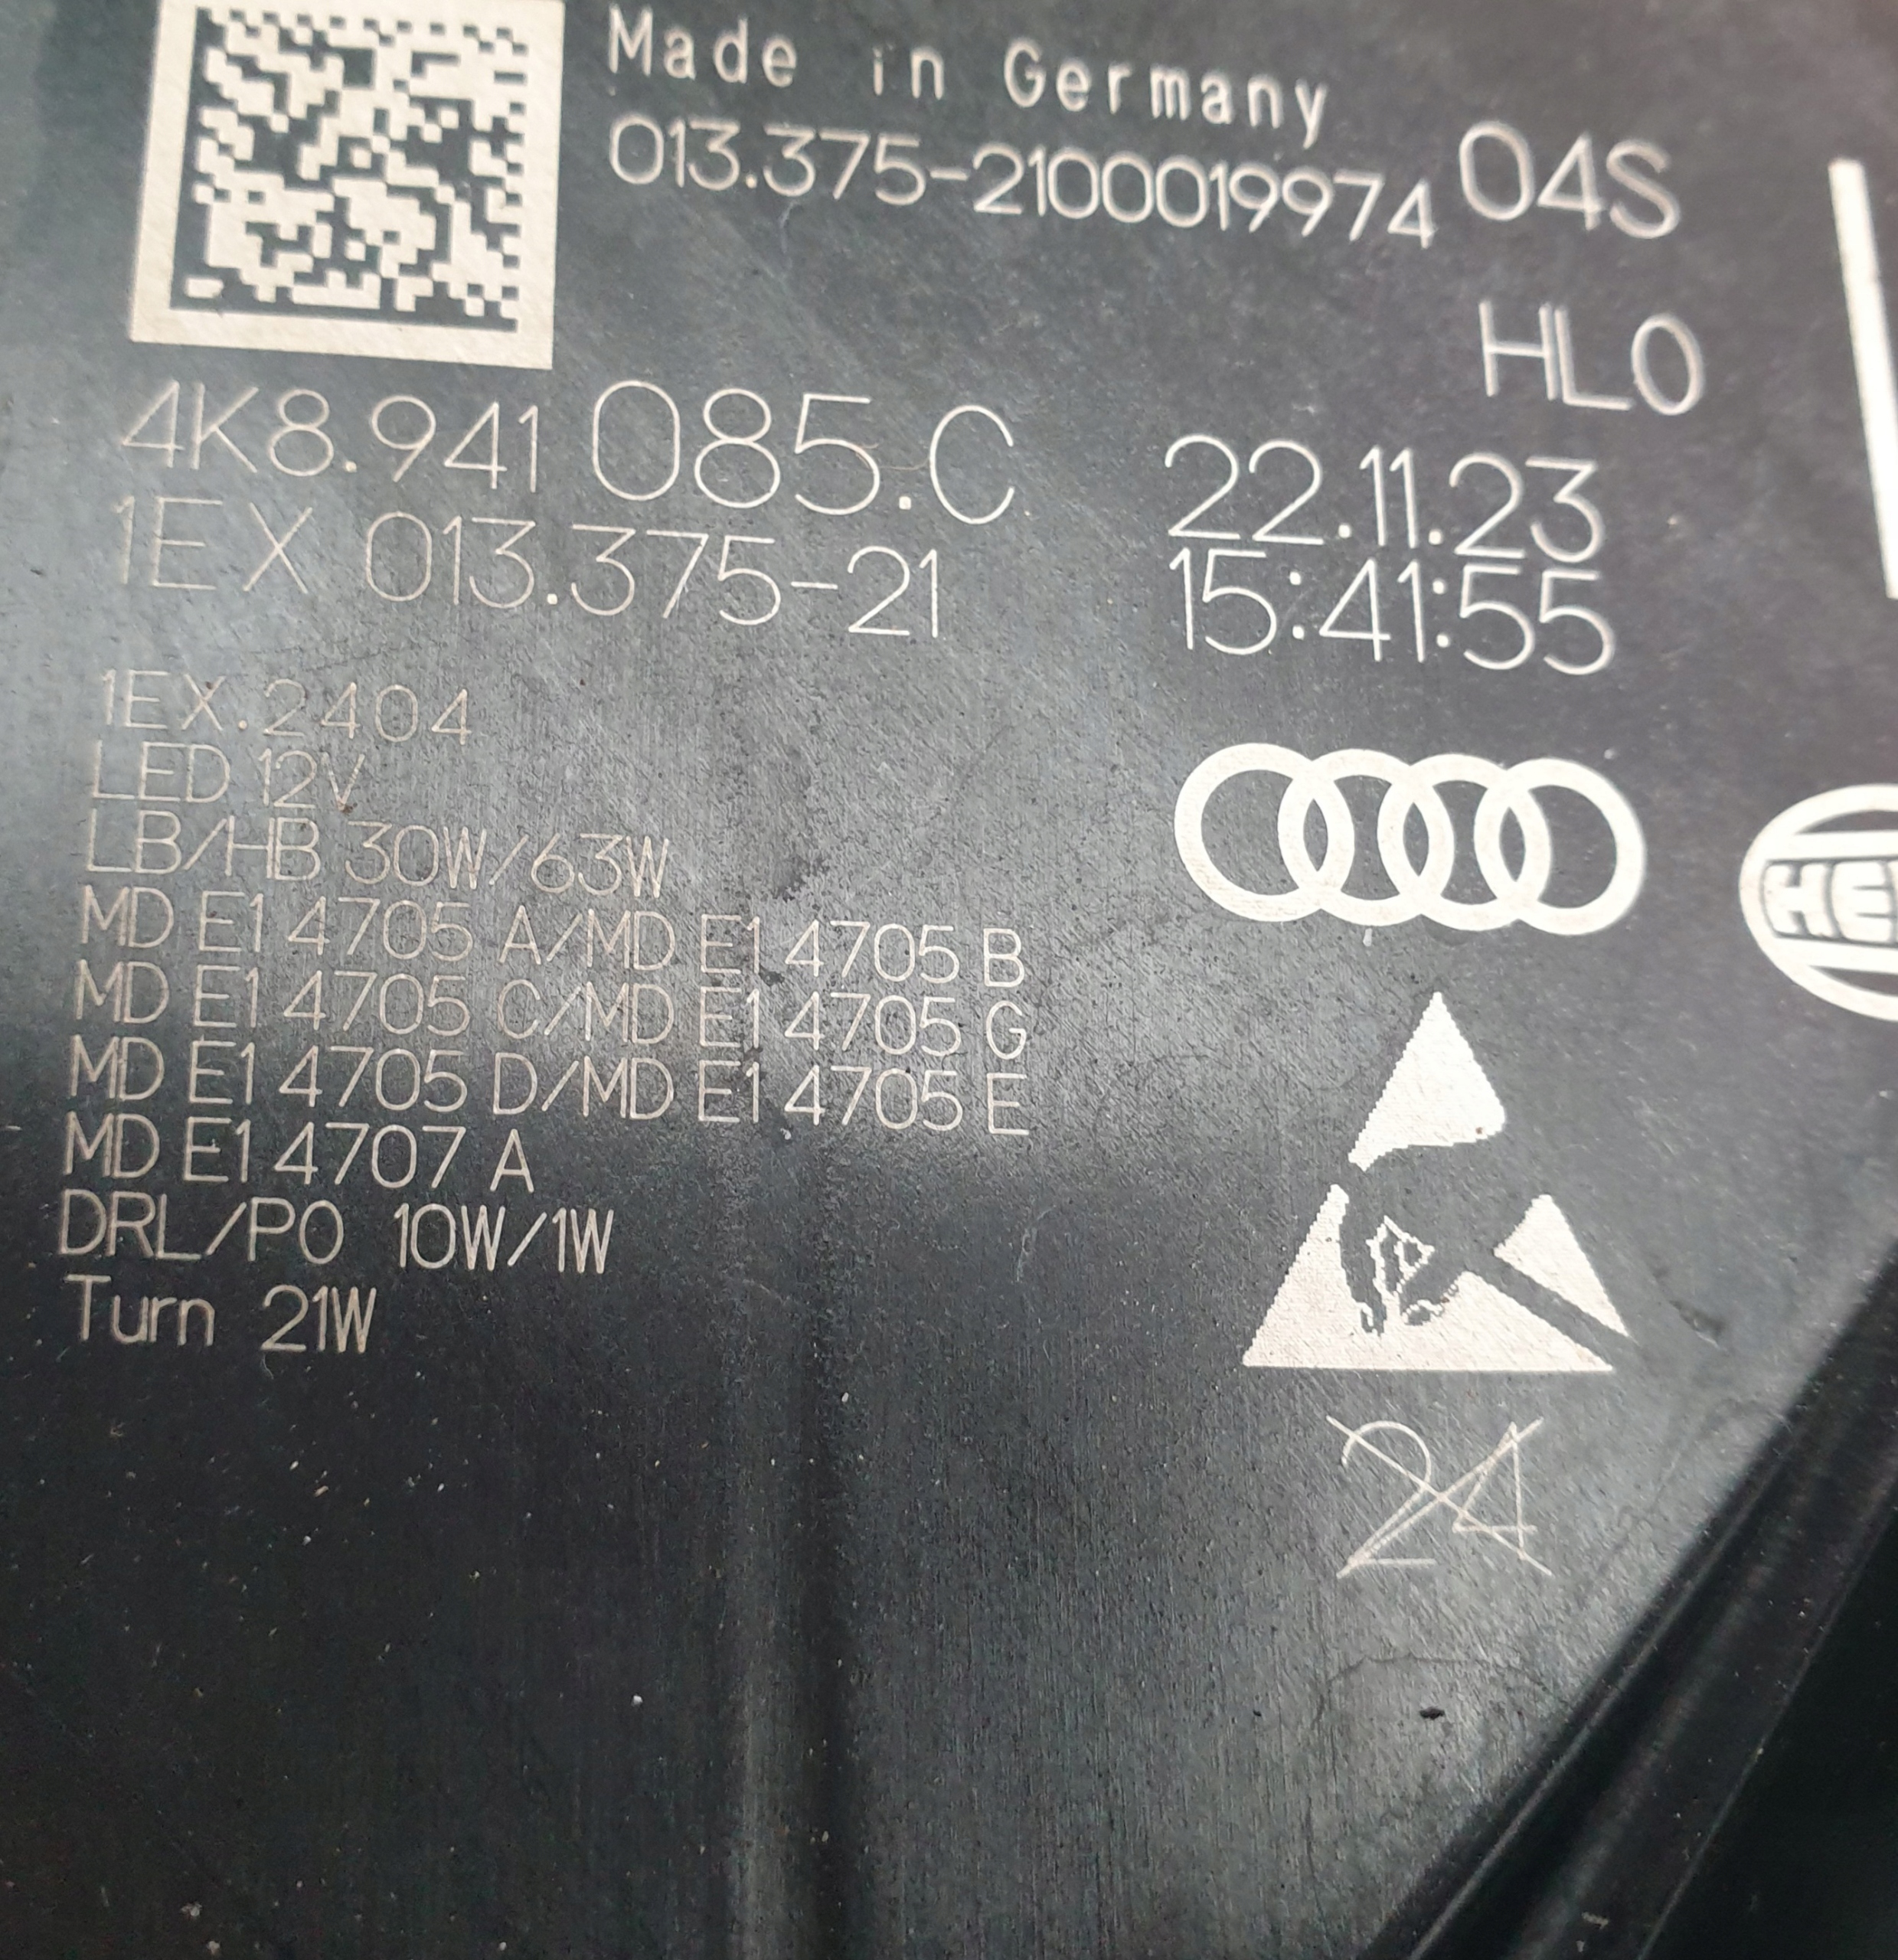 Made in Germany
013.375-2100019974 04S
HL0
4K8.941 085.C
1EX 013.375-21
22.11.23
15:41:55
1EX.2404
LED 12V
LB/HB 30W/63W
MD E1 4705 A/MD E1 4705 B
MD E1 4705 C/MD E1 4705 G
MD E1 4705 D/MD E1 4705 E
MD E1 4707 A
DRL/PO 10W/1W
Turn 21W
24